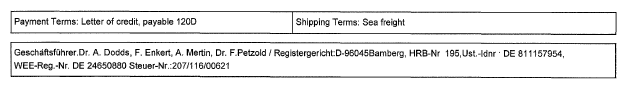 Payment Terms: Letter of credit, payable 120D
Shipping Terms: Sea freight
Geschäftsführer.Dr. A. Dodds, F. Enkert, A. Mertin, Dr. F.Petzold / Registergericht:D-96045Bamberg, HRB-Nr 195,Ust.-Idnr · DE 811157954,
WEE-Reg.-Nr. DE 24650880 Steuer-Nr.:207/116/00621